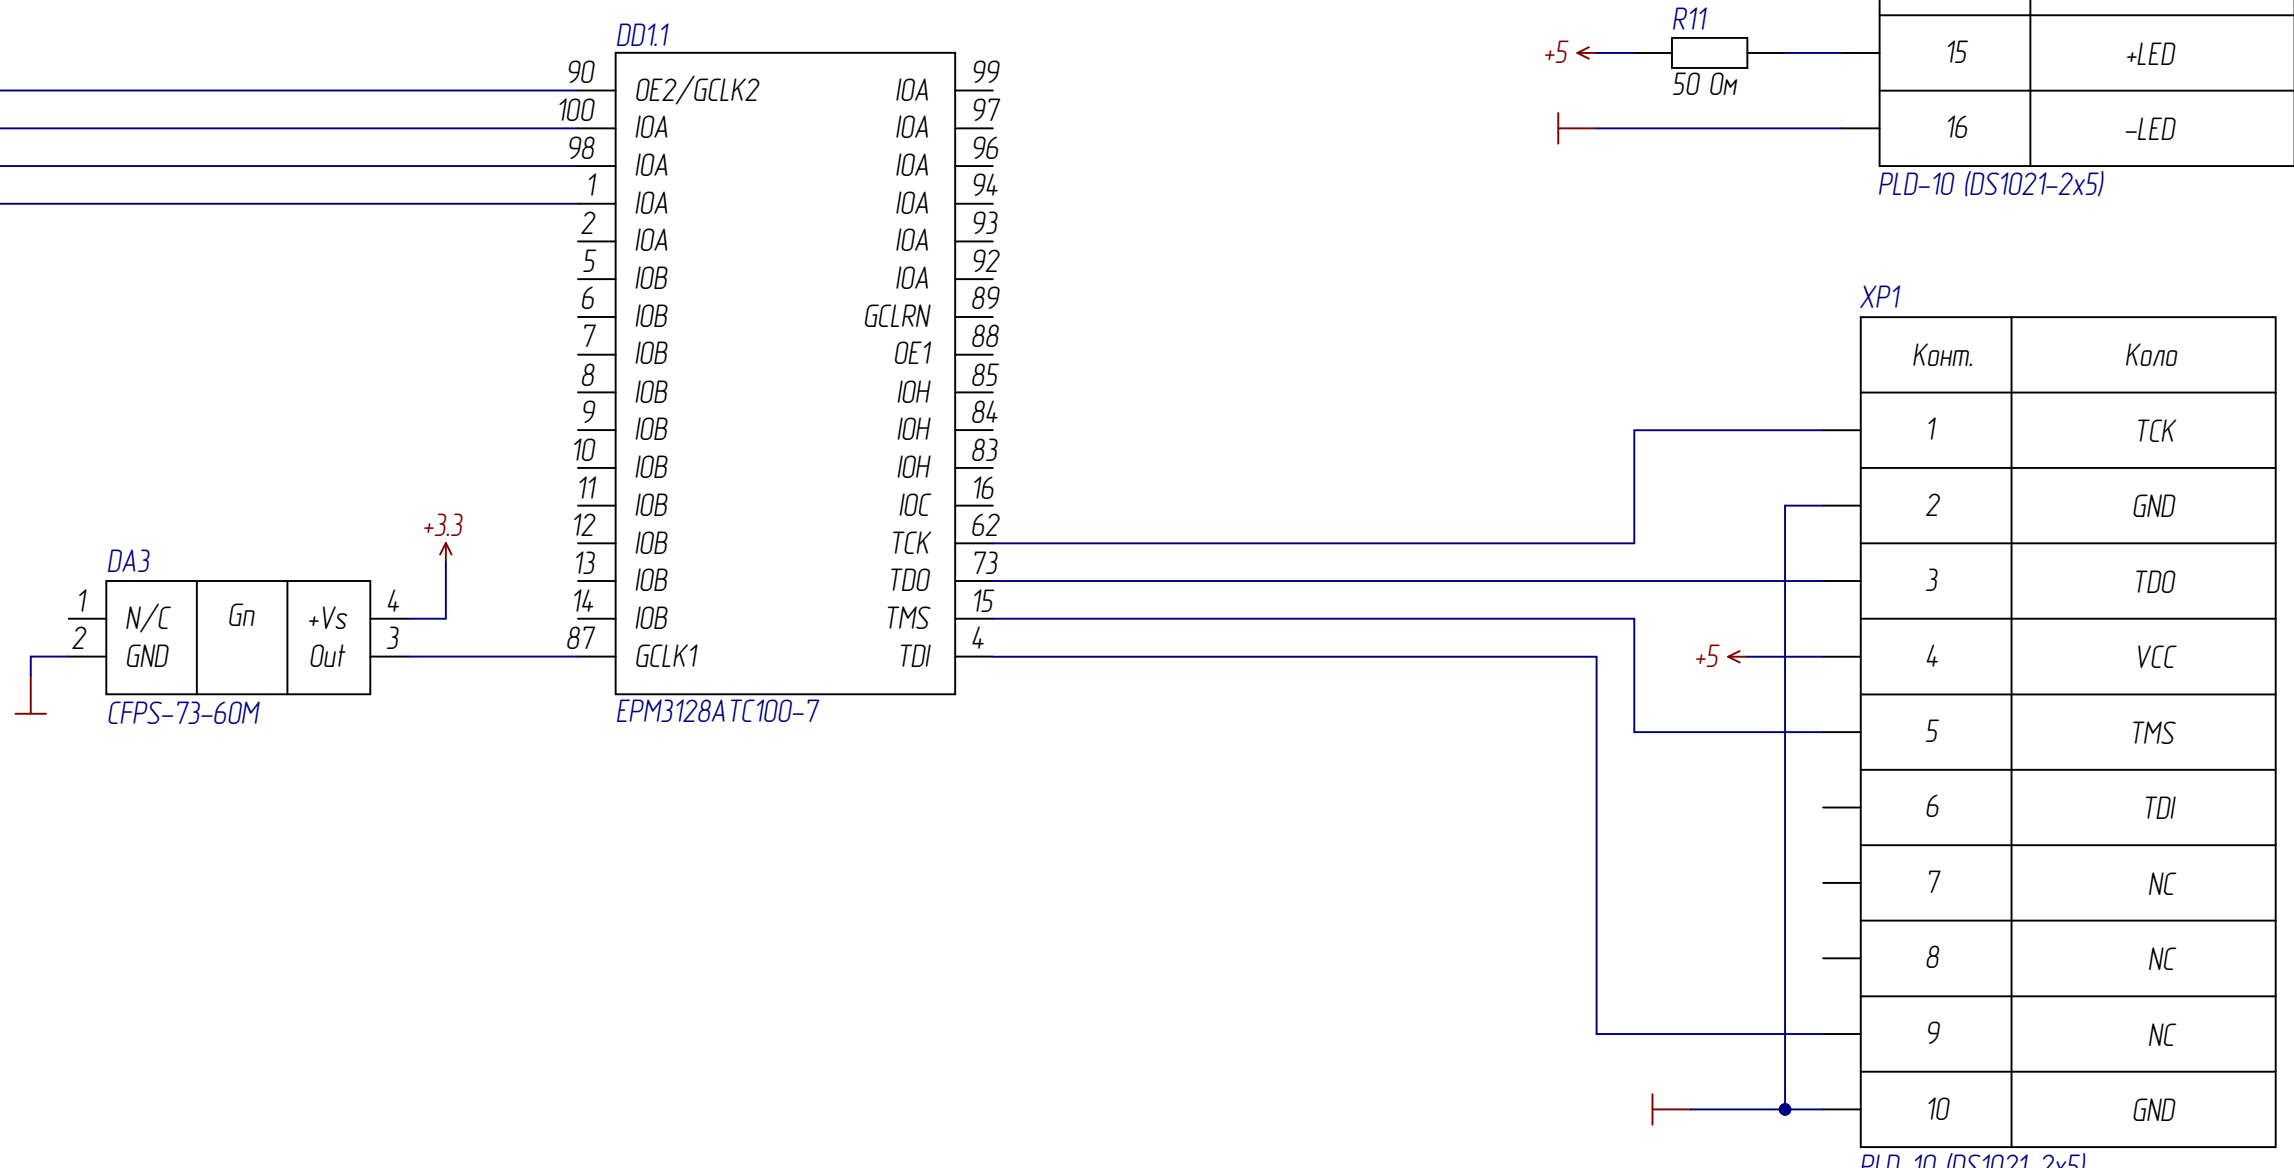 DD1.1
90 OE2/GCLK2 IOA 99
100 IOA IOA 97
98 IOA IOA 96
1 IOA IOA 94
2 IOA IOA 93
5 IOB IOA 92
6 IOB GCLRN 89
7 IOB OE1 88
8 IOB IOH 85
9 IOB IOH 84
10 IOB IOH 83
11 IOB IOC 16
12 IOB TCK 62
13 IOB TDO 73
14 IOB TMS 15
87 GCLK1 TDI 4
EPM3128ATC100-7
+3.3
DA3
1 N/C Gn +Vs 4
2 GND Out 3
CFPS-73-60M
R11
+5
50 Ом
15 +LED
16 -LED
PLD-10 (DS1021-2x5)
XP1
Конт. Коло
1 TCK
2 GND
3 TDO
+5
4 VCC
5 TMS
6 TDI
7 NC
8 NC
9 NC
10 GND
PLD-10 (DS1021-2x5)